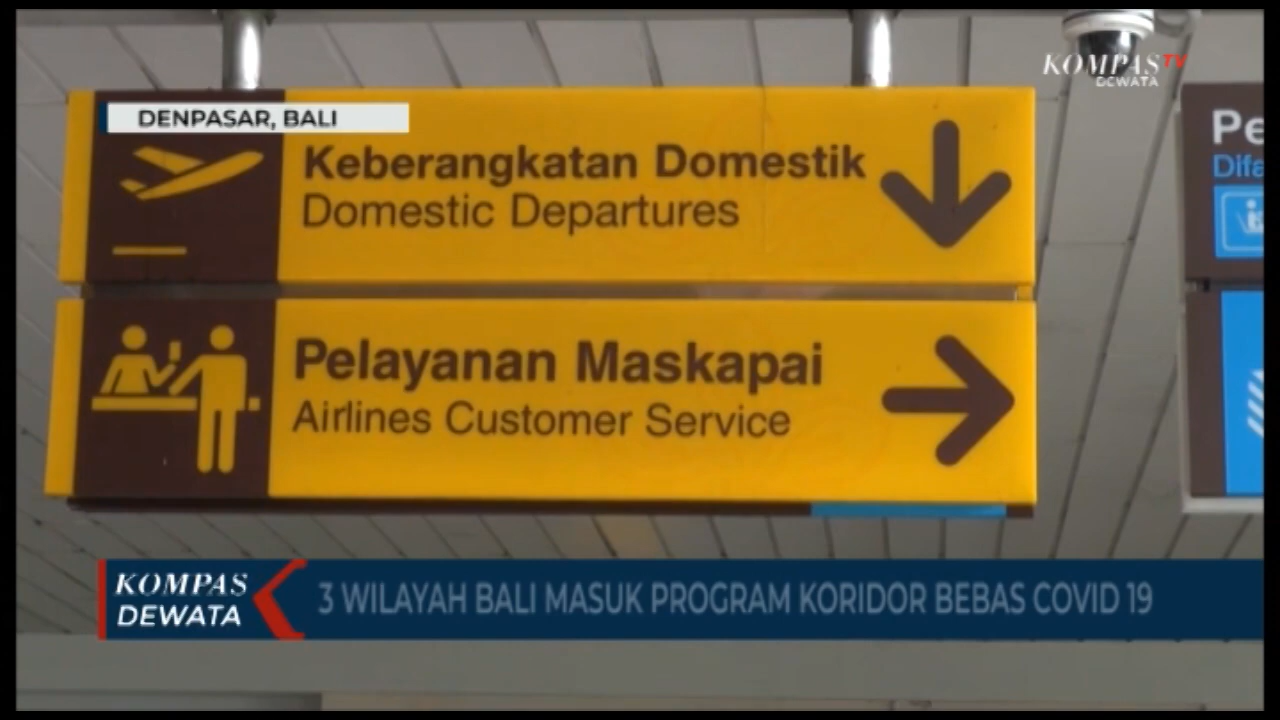 KOMPAS TV
DEWATA
DENPASAR, BALI
Keberangkatan Domestik
Domestic Departures
Pelayanan Maskapai
Airlines Customer Service
KOMPAS
DEWATA
3 WILAYAH BALI MASUK PROGRAM KORIDOR BEBAS COVID 19